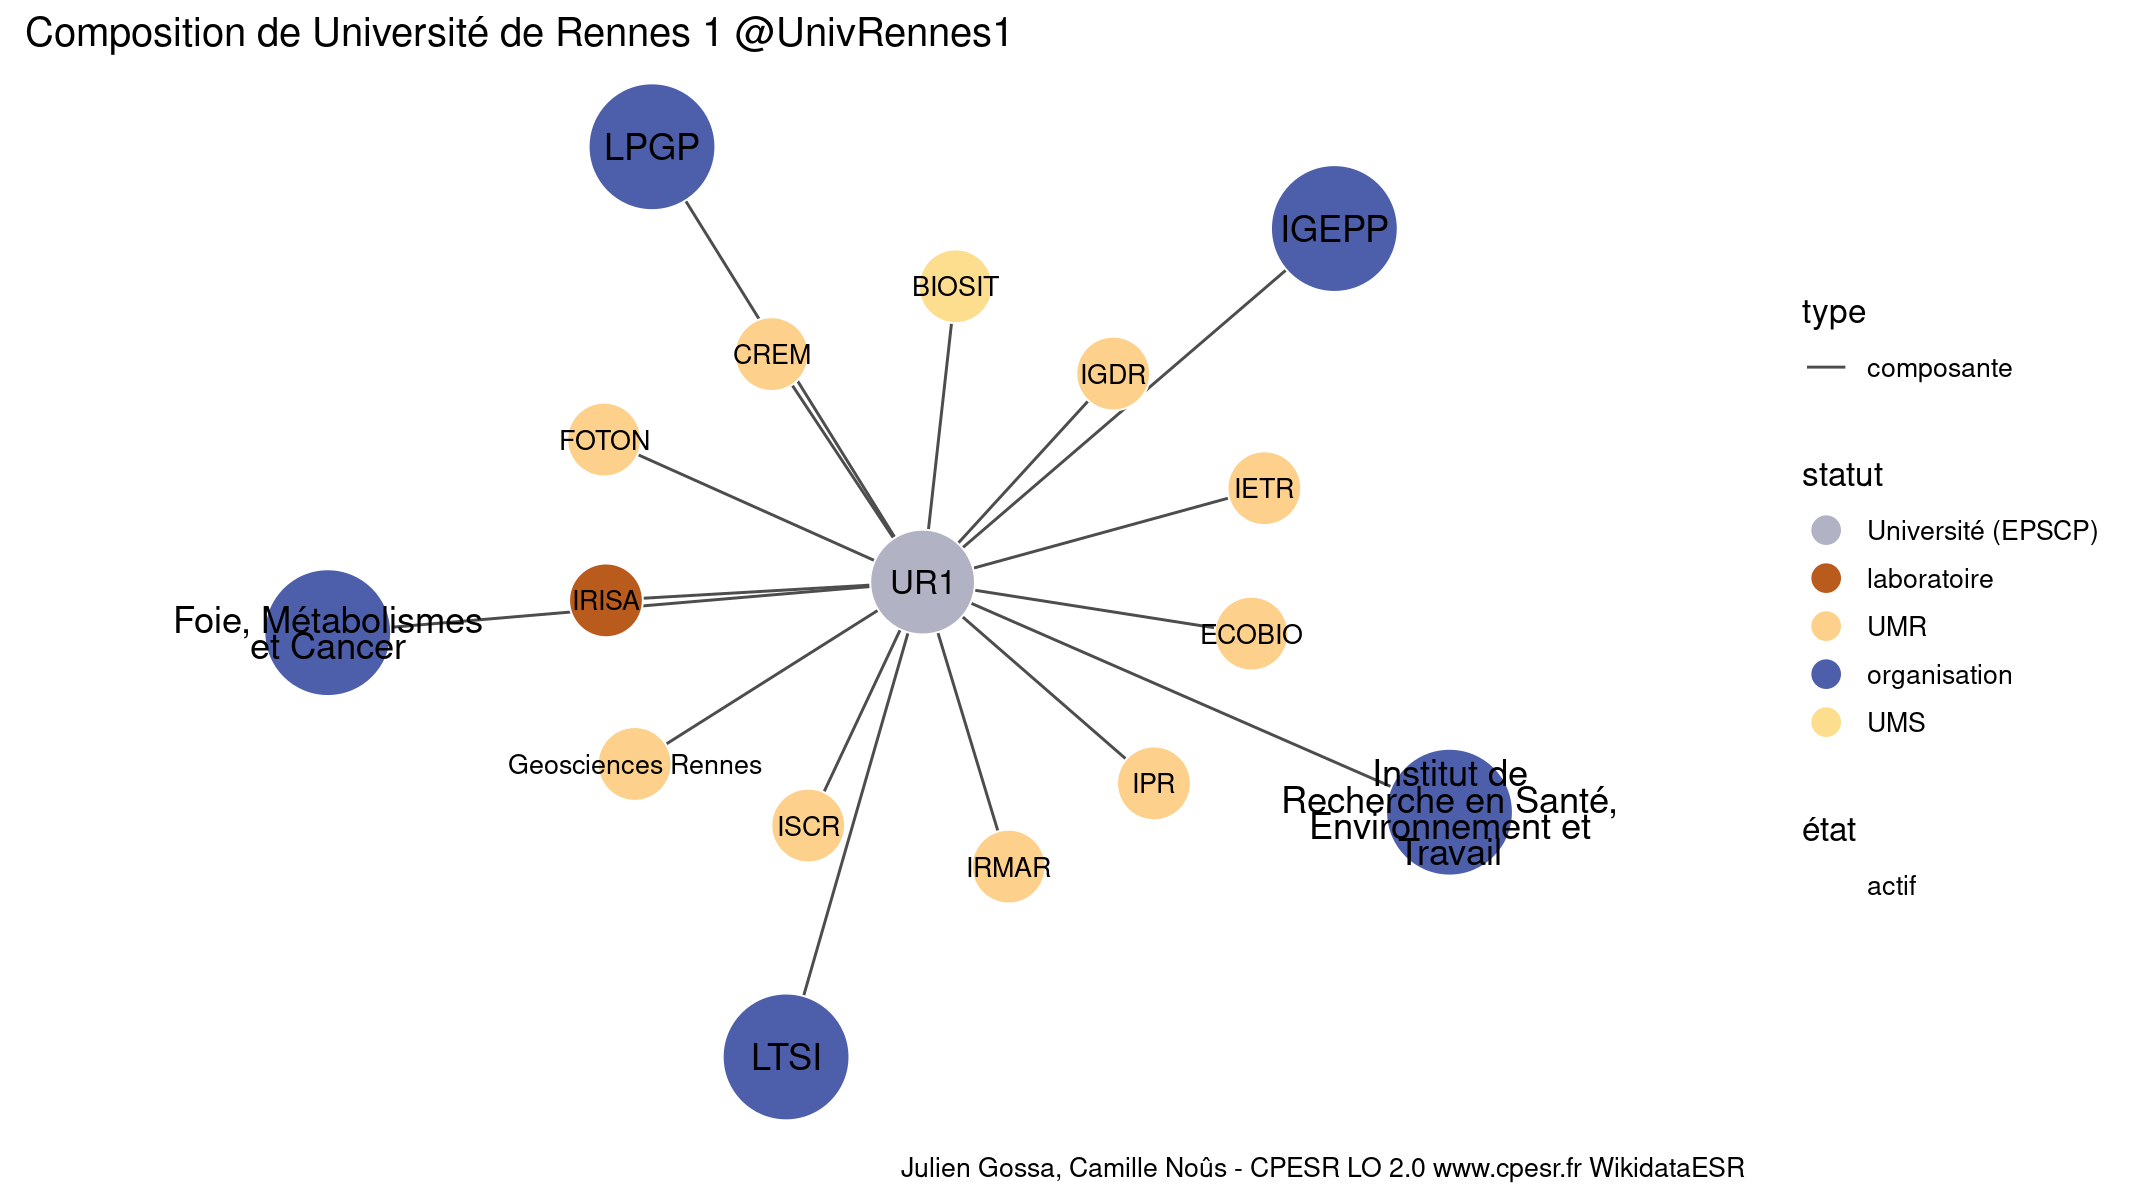 Composition de Université de Rennes 1 @UnivRennes1
LPGP
IGEPP
BIOSIT
CREM
IGDR
FOTON
IETR
UR1
IRISA
Foie, Métabolismes
et Cancer
ECOBIO
Geosciences Rennes
IPR
Institut de
Recherche en Santé,
Environnement et
Travail
ISCR
IRMAR
LTSI
type
composante
statut
Université (EPSCP)
laboratoire
UMR
organisation
UMS
état
actif
Julien Gossa, Camille Noûs - CPESR LO 2.0 www.cpesr.fr WikidataESR